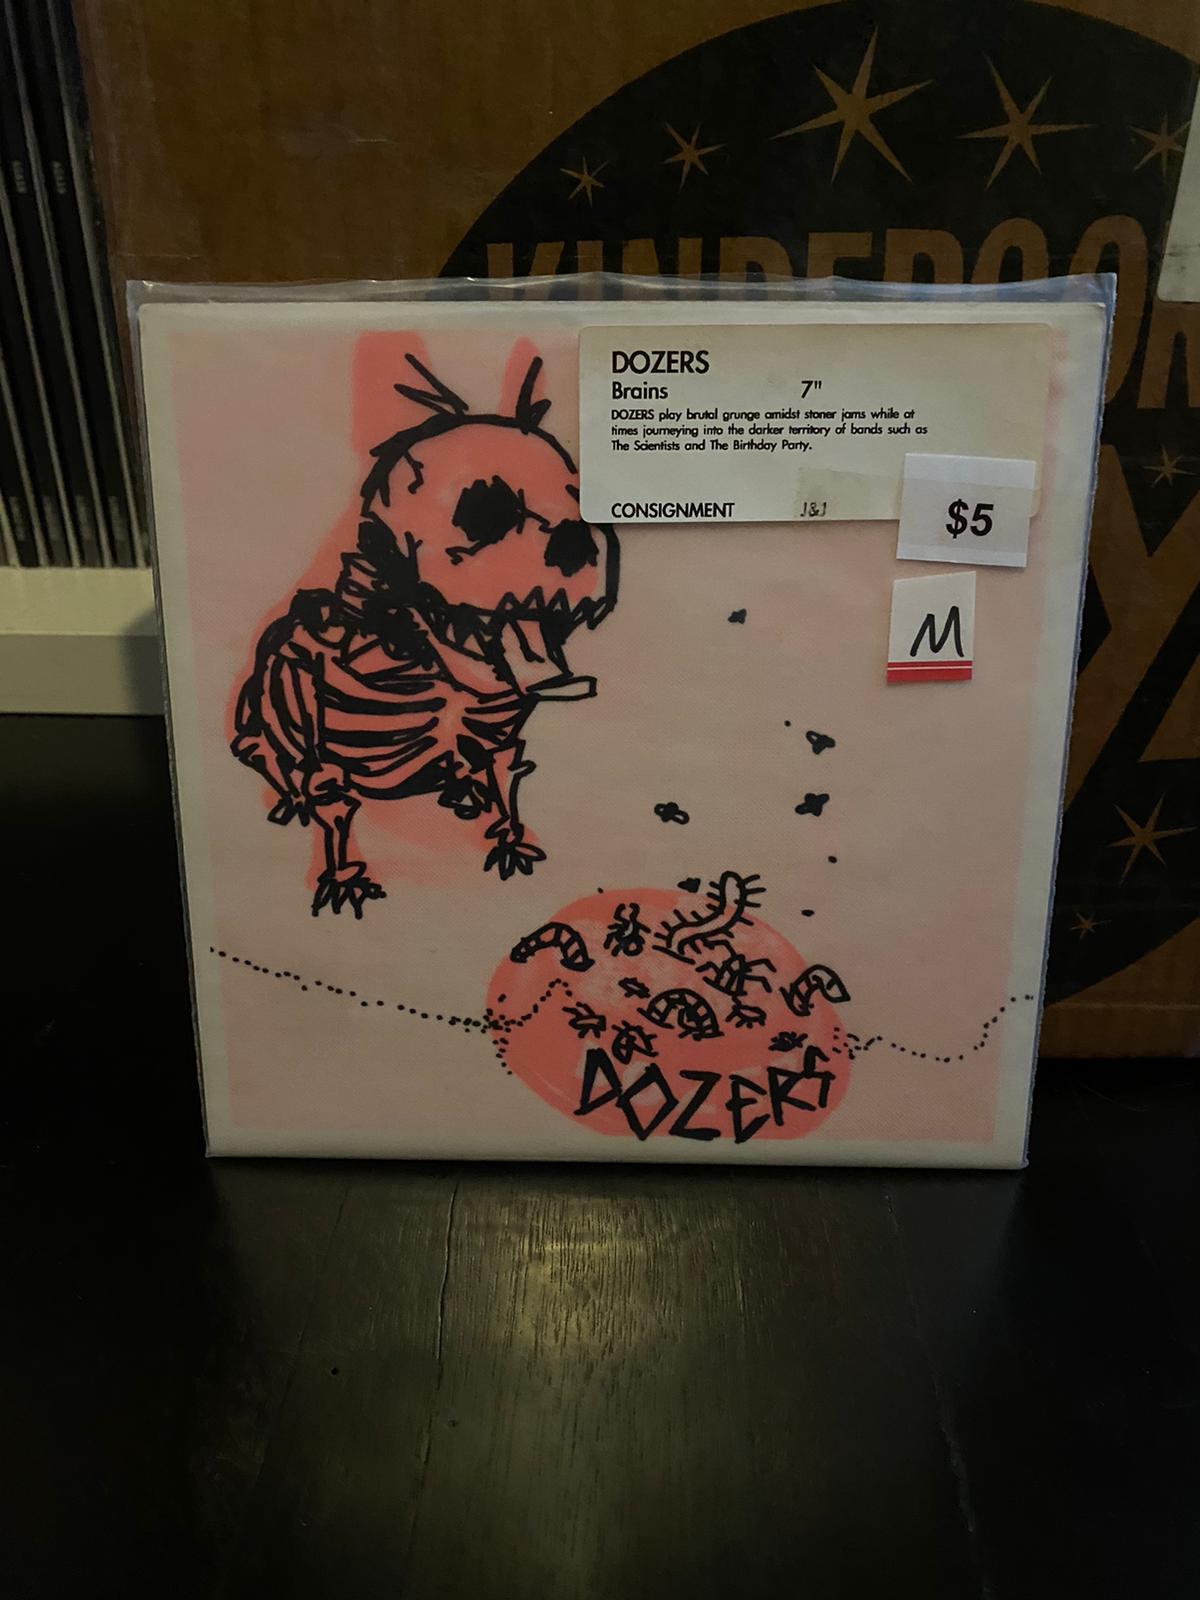 DOZERS
Brains 7"
DOZERS play brutal grunge amidst stoner jams while at
times journeying into the darker territory of bands such as
The Scientists and The Birthday Party.
CONSIGNMENT J&J
$5
M
DOZERS